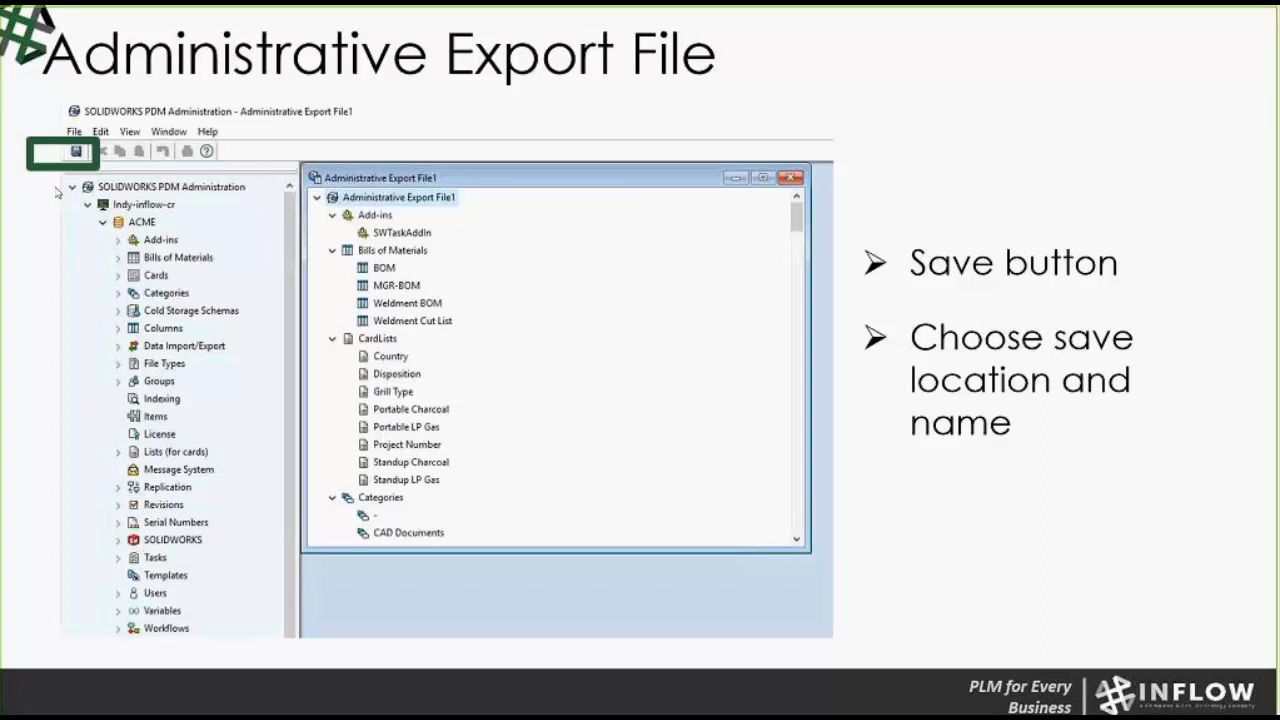 Administrative Export File
SOLIDWORKS PDM Administration - Administrative Export File1
File Edit View Window Help
SOLIDWORKS PDM Administration
Indy-inflow-cr
ACME
Add-ins
Bills of Materials
Cards
Categories
Cold Storage Schemas
Columns
Data Import/Export
File Types
Groups
Indexing
Items
License
Lists (for cards)
Message System
Replication
Revisions
Serial Numbers
SOLIDWORKS
Tasks
Templates
Users
Variables
Workflows
Administrative Export File1
Administrative Export File1
Add-ins
SWTaskAddIn
Bills of Materials
BOM
MGR-BOM
Weldment BOM
Weldment Cut List
CardLists
Country
Disposition
Grill Type
Portable Charcoal
Portable LP Gas
Project Number
Standup Charcoal
Standup LP Gas
Categories
-
CAD Documents
Save button
Choose save
location and
name
PLM for Every
Business
INFLOW